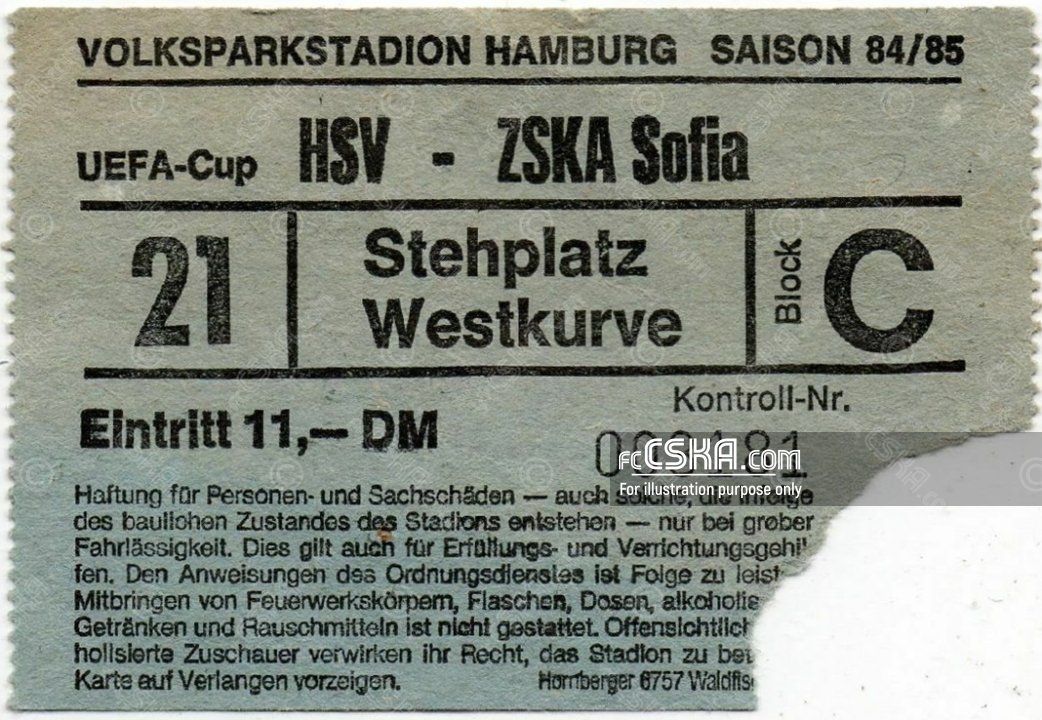 VOLKSPARKSTADION HAMBURG SAISON 84/85
UEFA-Cup HSV - ZSKA Sofia
21
Stehplatz
Westkurve
Block C
Kontroll-Nr.
Eintritt 11,— DM
fcCSKA.com
For illustration purpose only
Haftung für Personen- und Sachschäden — auch solche, die infolge
des baulichen Zustandes des Stadions entstehen — nur bei grober
Fahrlässigkeit. Dies gilt auch für Erfüllungs- und Verrichtungsgehil
fen. Den Anweisungen des Ordnungsdienstes ist Folge zu leist
Mitbringen von Feuerwerkskörpern, Flaschen, Dosen, alkoholis
Getränken und Rauschmitteln ist nicht gestattet. Offensichtlich
holisierte Zuschauer verwirken ihr Recht, das Stadion zu bet
Karte auf Verlangen vorzeigen. Hornberger 6757 Waldfis